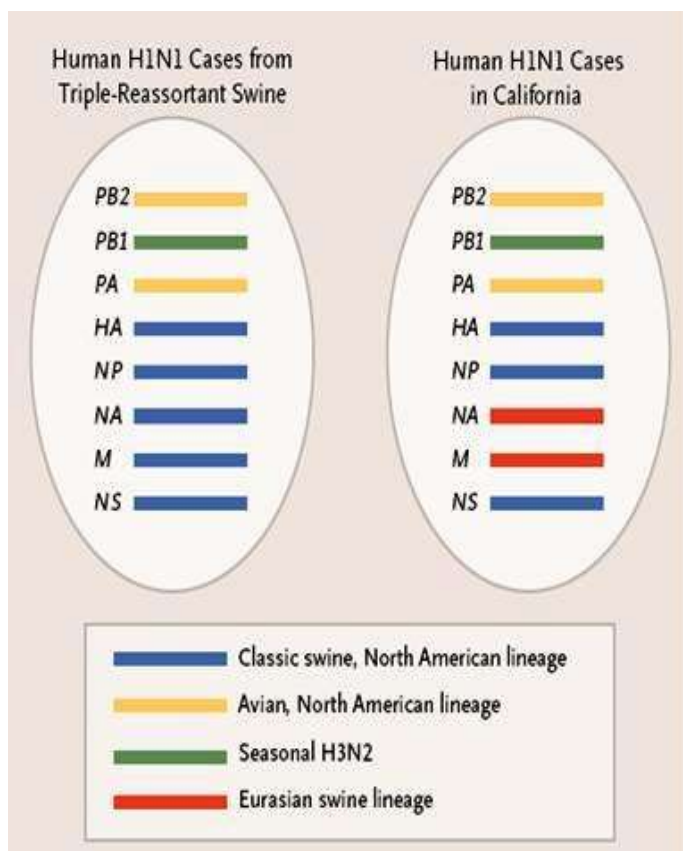 Human H1N1 Cases from
Triple-Reassortant Swine
PB2
PB1
PA
HA
NP
NA
M
NS
Human H1N1 Cases
in California
PB2
PB1
PA
HA
NP
NA
M
NS
Classic swine, North American lineage
Avian, North American lineage
Seasonal H3N2
Eurasian swine lineage